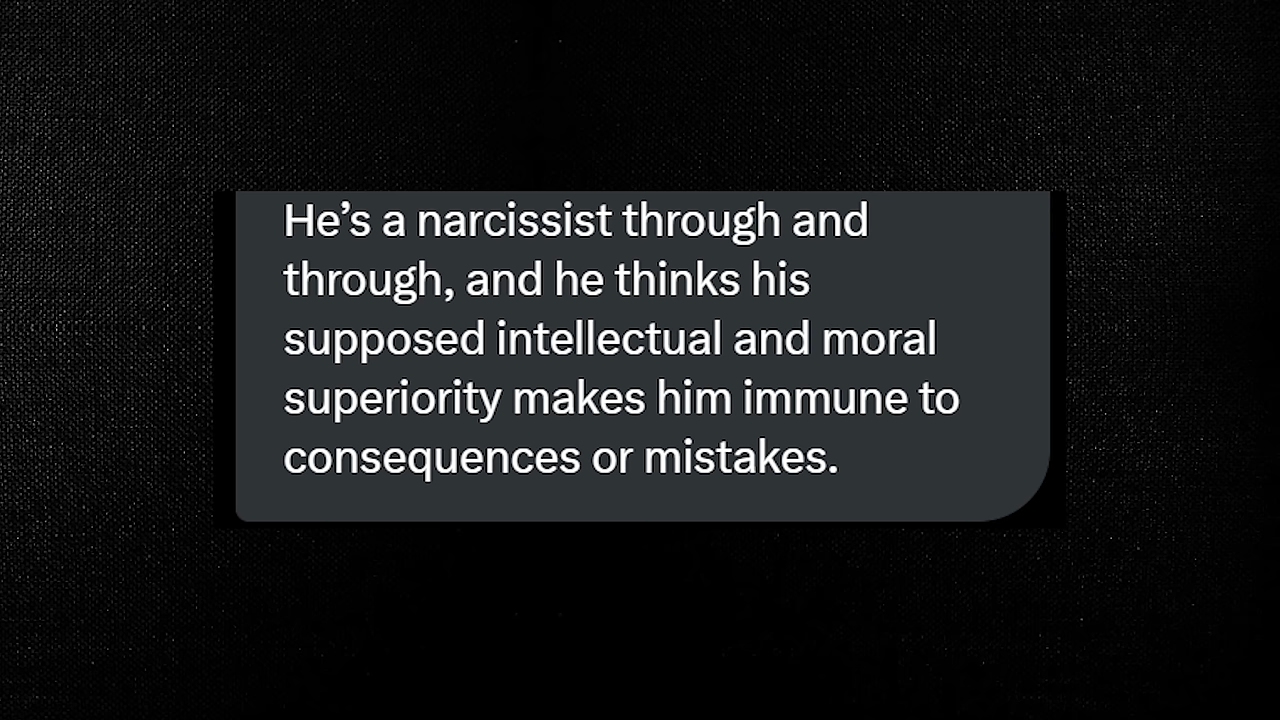 He’s a narcissist through and
through, and he thinks his
supposed intellectual and moral
superiority makes him immune to
consequences or mistakes.